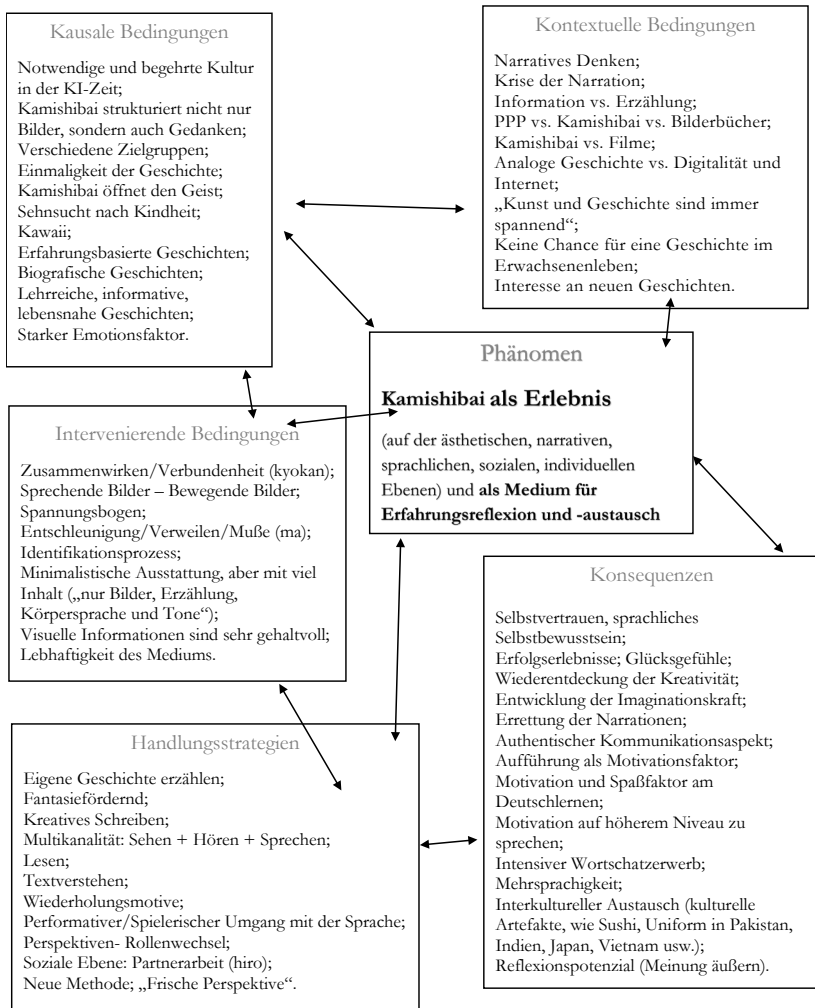 Kausale Bedingungen
Notwendige und begehrte Kultur
in der KI-Zeit;
Kamishibai strukturiert nicht nur
Bilder, sondern auch Gedanken;
Verschiedene Zielgruppen;
Einmaligkeit der Geschichte;
Kamishibai öffnet den Geist;
Sehnsucht nach Kindheit;
Kawaii;
Erfahrungsbasierte Geschichten;
Biografische Geschichten;
Lehrreiche, informative,
lebensnahe Geschichten;
Starker Emotionsfaktor.
Kontextuelle Bedingungen
Narratives Denken;
Krise der Narration;
Information vs. Erzählung;
PPP vs. Kamishibai vs. Bilderbücher;
Kamishibai vs. Filme;
Analoge Geschichte vs. Digitalität und
Internet;
„Kunst und Geschichte sind immer
spannend“;
Keine Chance für eine Geschichte im
Erwachsenenleben;
Interesse an neuen Geschichten.
Phänomen
Kamishibai als Erlebnis
(auf der ästhetischen, narrativen,
sprachlichen, sozialen, individuellen
Ebenen) und als Medium für
Erfahrungsreflexion und -austausch
Intervenierende Bedingungen
Zusammenwirken/Verbundenheit (kyokan);
Sprechende Bilder – Bewegende Bilder;
Spannungsbogen;
Entschleunigung/Verweilen/Muße (ma);
Identifikationsprozess;
Minimalistische Ausstattung, aber mit viel
Inhalt („nur Bilder, Erzählung,
Körpersprache und Tone“);
Visuelle Informationen sind sehr gehaltvoll;
Lebhaftigkeit des Mediums.
Konsequenzen
Selbstvertrauen, sprachliches
Selbstbewusstsein;
Erfolgserlebnisse; Glücksgefühle;
Wiederentdeckung der Kreativität;
Entwicklung der Imaginationskraft;
Errettung der Narrationen;
Authentischer Kommunikationsaspekt;
Aufführung als Motivationsfaktor;
Motivation und Spaßfaktor am
Deutschlernen;
Motivation auf höherem Niveau zu
sprechen;
Intensiver Wortschatzerwerb;
Mehrsprachigkeit;
Interkultureller Austausch (kulturelle
Artefakte, wie Sushi, Uniform in Pakistan,
Indien, Japan, Vietnam usw.);
Reflexionspotenzial (Meinung äußern).
Handlungsstrategien
Eigene Geschichte erzählen;
Fantasiefördernd;
Kreatives Schreiben;
Multikanalität: Sehen + Hören + Sprechen;
Lesen;
Textverstehen;
Wiederholungsmotive;
Performativer/Spielerischer Umgang mit der Sprache;
Perspektiven- Rollenwechsel;
Soziale Ebene: Partnerarbeit (hiro);
Neue Methode; „Frische Perspektive“.